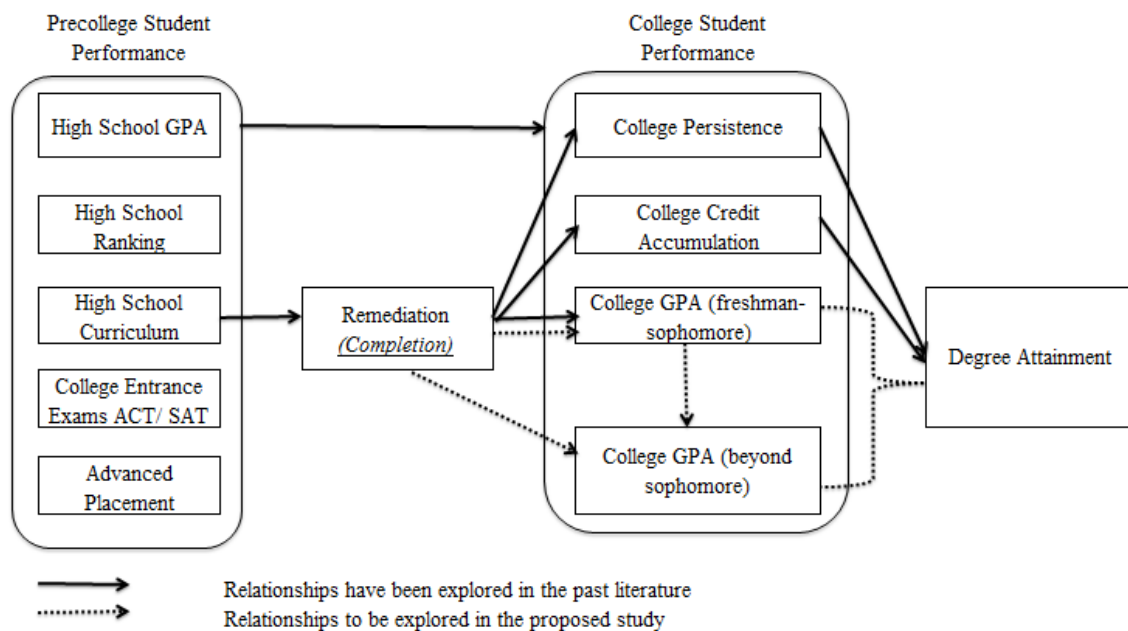 Precollege Student
Performance
High School GPA
High School
Ranking
High School
Curriculum
College Entrance
Exams ACT/ SAT
Advanced
Placement
Remediation
(Completion)
College Student
Performance
College Persistence
College Credit
Accumulation
College GPA (freshman-
sophomore)
College GPA (beyond
sophomore)
Degree Attainment
Relationships have been explored in the past literature
Relationships to be explored in the proposed study